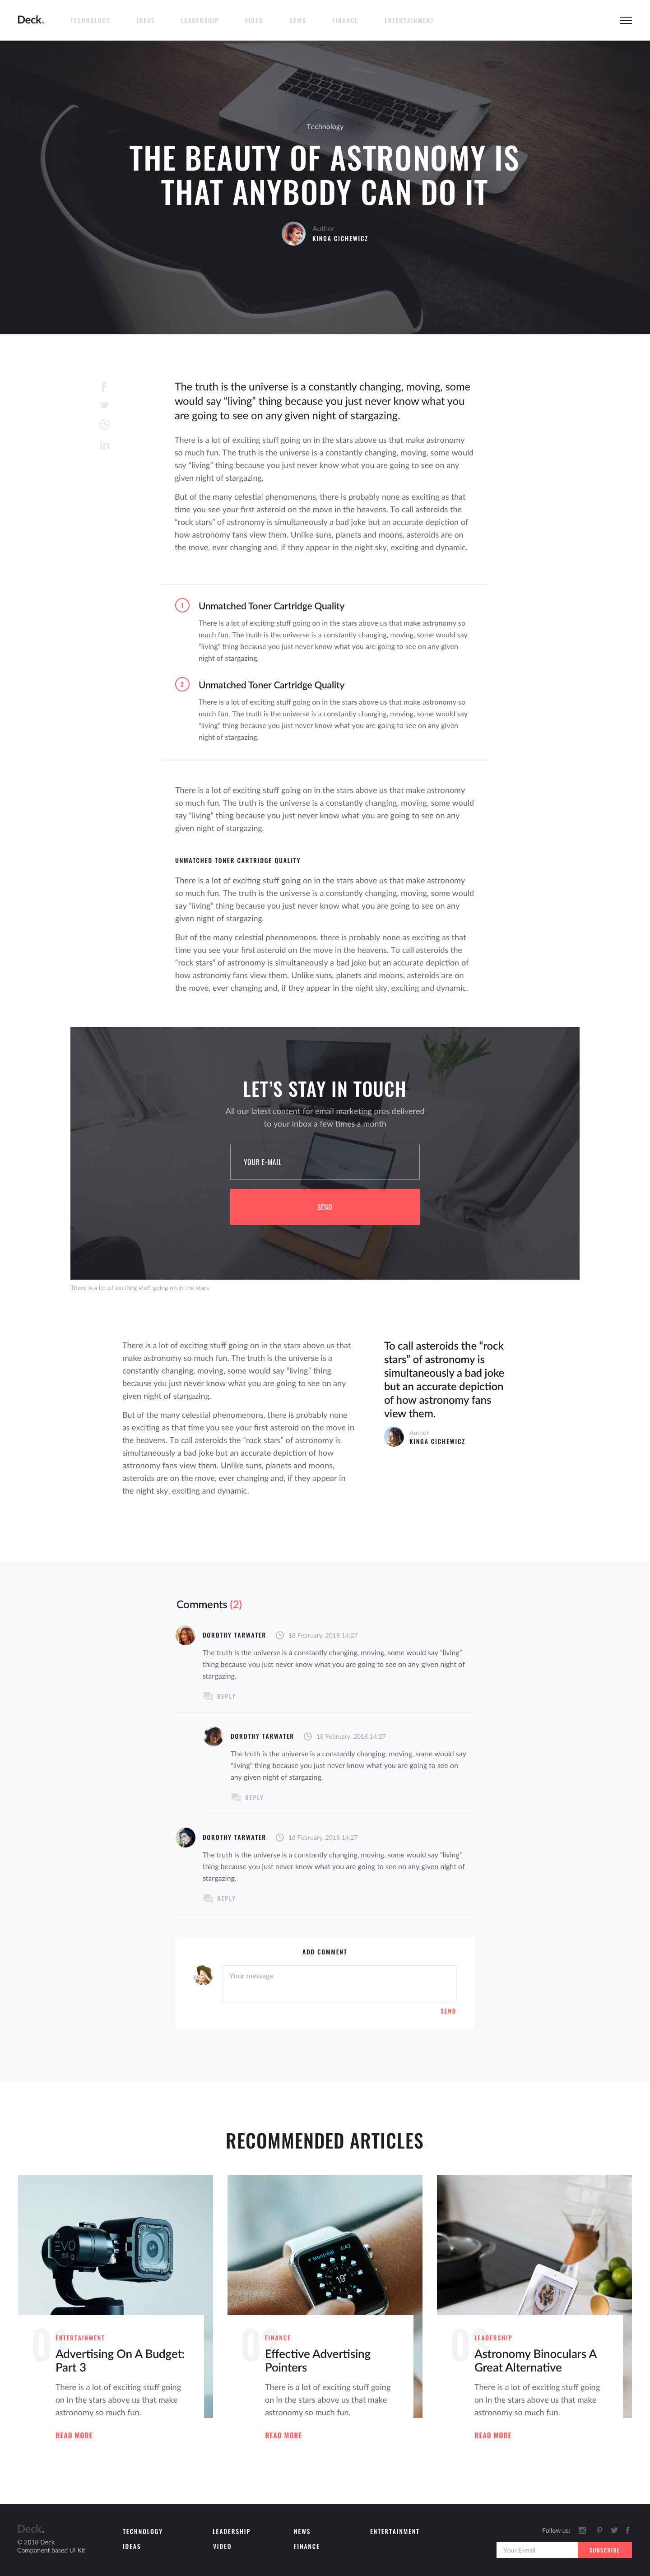 Deck.
TECHNOLOGY IDEAS LEADERSHIP VIDEO NEWS FINANCE ENTERTAINMENT
Technology
THE BEAUTY OF ASTRONOMY IS
THAT ANYBODY CAN DO IT
Author
KINGA CICHEWICZ
The truth is the universe is a constantly changing, moving, some
would say “living” thing because you just never know what you
are going to see on any given night of stargazing.
There is a lot of exciting stuff going on in the stars above us that make astronomy
so much fun. The truth is the universe is a constantly changing, moving, some would
say “living” thing because you just never know what you are going to see on any
given night of stargazing.
But of the many celestial phenomenons, there is probably none as exciting as that
time you see your first asteroid on the move in the heavens. To call asteroids the
“rock stars” of astronomy is simultaneously a bad joke but an accurate depiction of
how astronomy fans view them. Unlike suns, planets and moons, asteroids are on
the move, ever changing and, if they appear in the night sky, exciting and dynamic.
1 Unmatched Toner Cartridge Quality
There is a lot of exciting stuff going on in the stars above us that make astronomy so
much fun. The truth is the universe is a constantly changing, moving, some would say
“living” thing because you just never know what you are going to see on any given
night of stargazing.
2 Unmatched Toner Cartridge Quality
There is a lot of exciting stuff going on in the stars above us that make astronomy so
much fun. The truth is the universe is a constantly changing, moving, some would say
“living” thing because you just never know what you are going to see on any given
night of stargazing.
There is a lot of exciting stuff going on in the stars above us that make astronomy
so much fun. The truth is the universe is a constantly changing, moving, some would
say “living” thing because you just never know what you are going to see on any
given night of stargazing.
UNMATCHED TONER CARTRIDGE QUALITY
There is a lot of exciting stuff going on in the stars above us that make astronomy
so much fun. The truth is the universe is a constantly changing, moving, some would
say “living” thing because you just never know what you are going to see on any
given night of stargazing.
But of the many celestial phenomenons, there is probably none as exciting as that
time you see your first asteroid on the move in the heavens. To call asteroids the
“rock stars” of astronomy is simultaneously a bad joke but an accurate depiction of
how astronomy fans view them. Unlike suns, planets and moons, asteroids are on
the move, ever changing and, if they appear in the night sky, exciting and dynamic.
LET’S STAY IN TOUCH
All our latest content for email marketing pros delivered
to your inbox a few times a month
YOUR E-MAIL
SEND
There is a lot of exciting stuff going on in the stars
There is a lot of exciting stuff going on in the stars above us that
make astronomy so much fun. The truth is the universe is a
constantly changing, moving, some would say “living” thing
because you just never know what you are going to see on any
given night of stargazing.
But of the many celestial phenomenons, there is probably none
as exciting as that time you see your first asteroid on the move in
the heavens. To call asteroids the “rock stars” of astronomy is
simultaneously a bad joke but an accurate depiction of how
astronomy fans view them. Unlike suns, planets and moons,
asteroids are on the move, ever changing and, if they appear in
the night sky, exciting and dynamic.
To call asteroids the “rock
stars” of astronomy is
simultaneously a bad joke
but an accurate depiction
of how astronomy fans
view them.
Author
KINGA CICHEWICZ
Comments (2)
DOROTHY TARWATER 18 February, 2018 14:27
The truth is the universe is a constantly changing, moving, some would say “living”
thing because you just never know what you are going to see on any given night of
stargazing.
REPLY
DOROTHY TARWATER 18 February, 2018 14:27
The truth is the universe is a constantly changing, moving, some would say
“living” thing because you just never know what you are going to see on
any given night of stargazing.
REPLY
DOROTHY TARWATER 18 February, 2018 14:27
The truth is the universe is a constantly changing, moving, some would say “living”
thing because you just never know what you are going to see on any given night of
stargazing.
REPLY
ADD COMMENT
Your message
SEND
RECOMMENDED ARTICLES
EVO
01
ENTERTAINMENT
Advertising On A Budget:
Part 3
There is a lot of exciting stuff going
on in the stars above us that make
astronomy so much fun.
READ MORE
Montréal 4:43
FINANCE
Effective Advertising
Pointers
There is a lot of exciting stuff going
on in the stars above us that make
astronomy so much fun.
READ MORE
LEADERSHIP
Astronomy Binoculars A
Great Alternative
There is a lot of exciting stuff going
on in the stars above us that make
astronomy so much fun.
READ MORE
Deck.
© 2018 Deck
Component based UI Kit
TECHNOLOGY LEADERSHIP NEWS ENTERTAINMENT
IDEAS VIDEO FINANCE
Follow us:
Your E-mail SUBSCRIBE